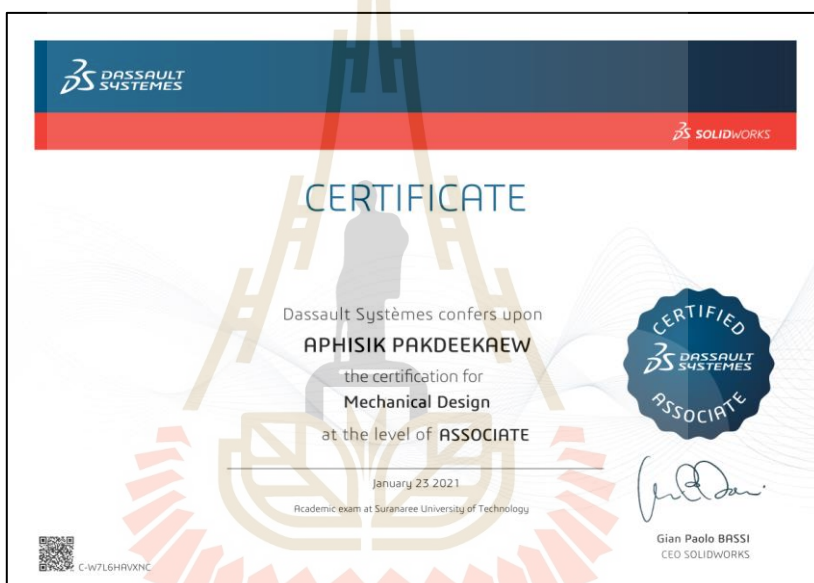 DASSAULT
SYSTEMES
SOLIDWORKS
CERTIFICATE
Dassault Systèmes confers upon
APHISIK PAKDEEKAEW
the certification for
Mechanical Design
at the level of ASSOCIATE
January 23 2021
Academic exam at Suranaree University of Technology
CERTIFIED
DASSAULT
SYSTEMES
ASSOCIATE
Gian Paolo BASSI
CEO SOLIDWORKS
C-W7L6HAVXNC